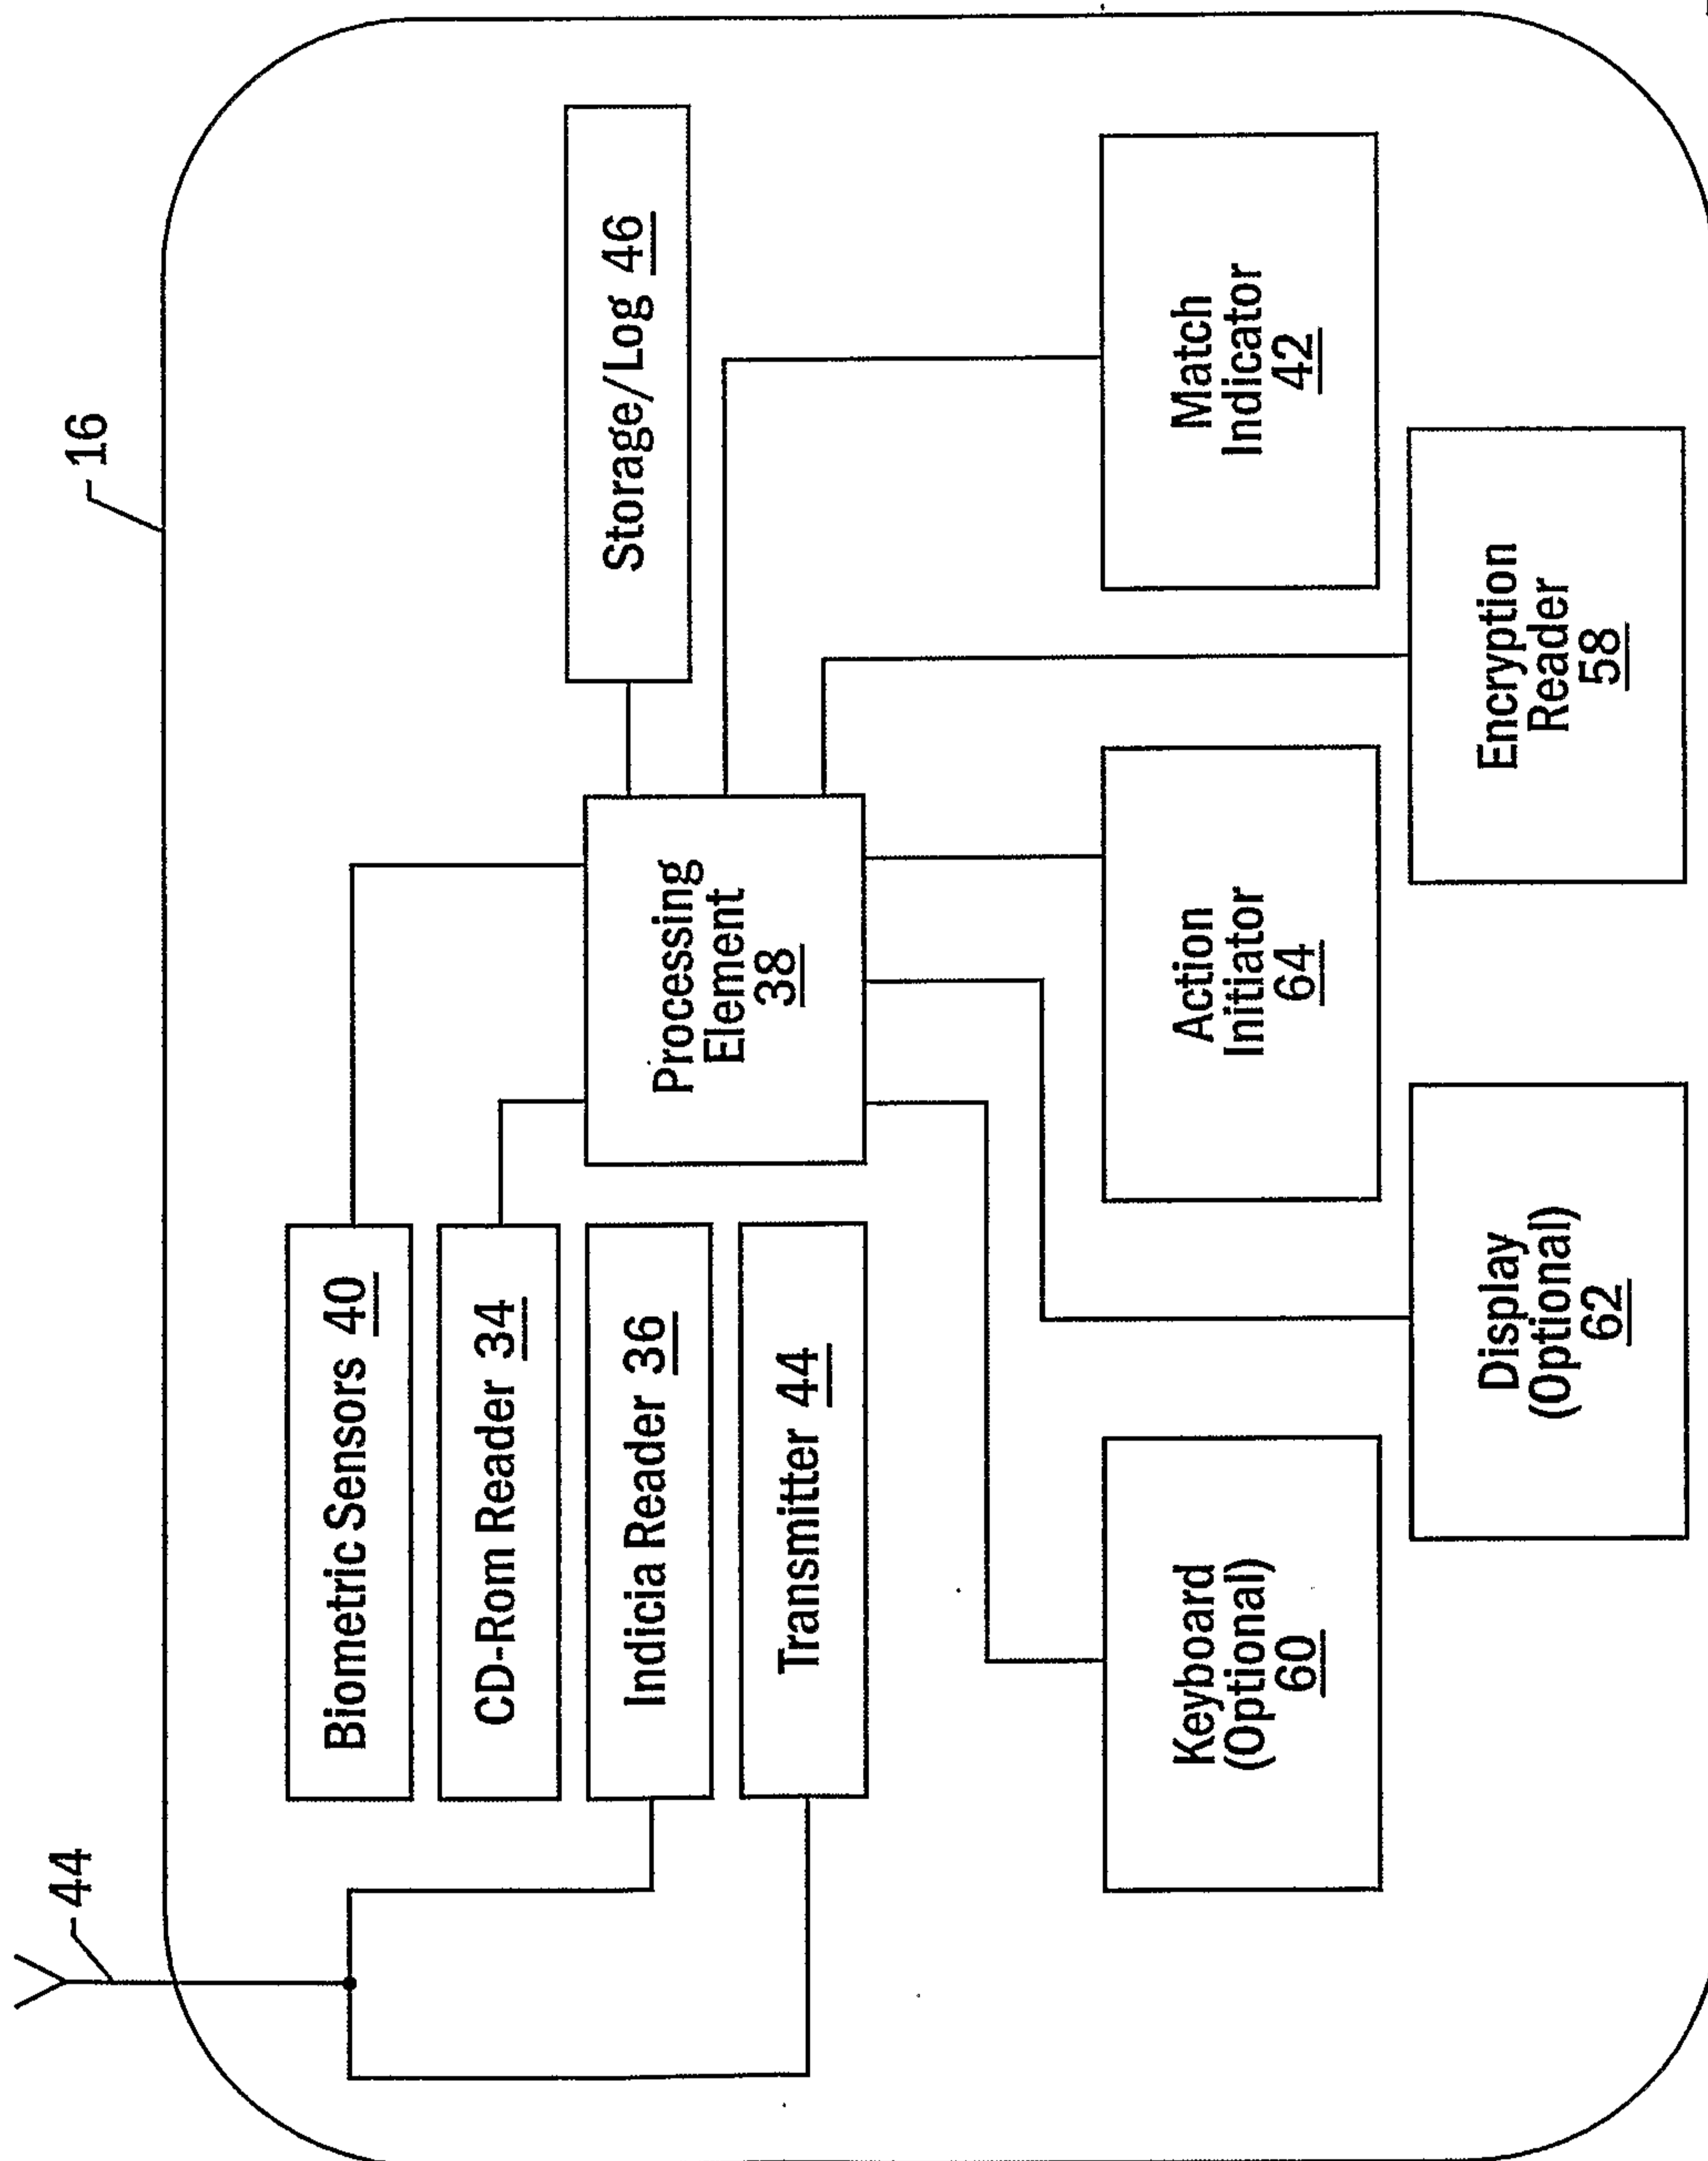 16
44
Biometric Sensors 40
CD-Rom Reader 34
Indicia Reader 36
Transmitter 44
Processing
Element
38
Storage/Log 46
Keyboard
(Optional)
60
Display
(Optional)
62
Action
Initiator
64
Encryption
Reader
58
Match
Indicator
42